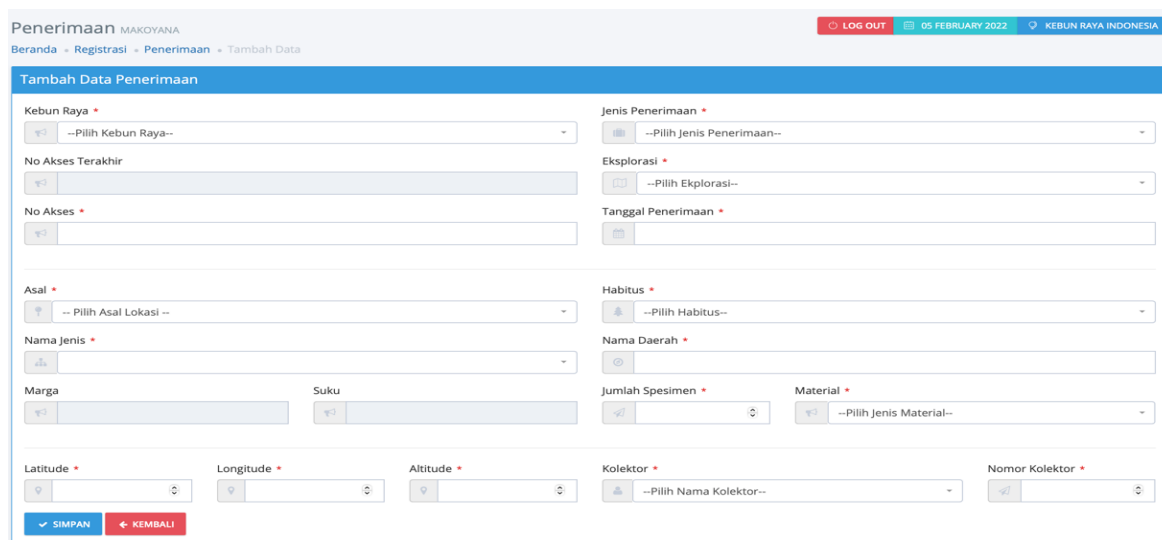 Penerimaan MAKOYANA
LOG OUT 05 FEBRUARY 2022 KEBUN RAYA INDONESIA
Beranda Registrasi Penerimaan Tambah Data
Tambah Data Penerimaan
Kebun Raya * Jenis Penerimaan *
--Pilih Kebun Raya-- --Pilih Jenis Penerimaan--
No Akses Terakhir Eksplorasi *
--Pilih Ekplorasi--
No Akses * Tanggal Penerimaan *
Asal * Habitus *
-- Pilih Asal Lokasi -- --Pilih Habitus--
Nama Jenis * Nama Daerah *
Marga Suku Jumlah Spesimen * Material *
--Pilih Jenis Material--
Latitude * Longitude * Altitude * Kolektor * Nomor Kolektor *
--Pilih Nama Kolektor--
SIMPAN KEMBALI